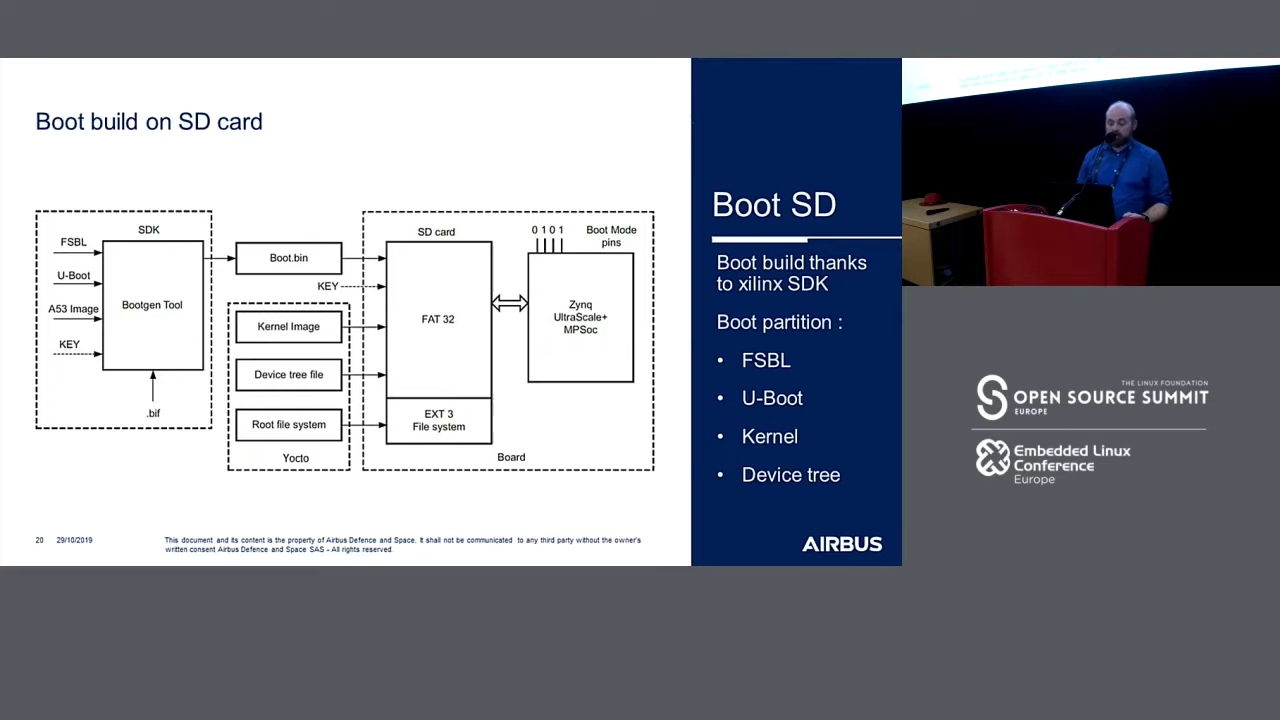 Boot build on SD card
SDK
FSBL
U-Boot
A53 Image
KEY
Bootgen Tool
.bif
Boot.bin
KEY
Kernel Image
Device tree file
Root file system
Yocto
SD card
FAT 32
EXT 3
File system
Board
0 1 0 1
Boot Mode
pins
Zynq
UltraScale+
MPSoc
20
29/10/2019
This document and its content is the property of Airbus Defence and Space. It shall not be communicated to any third party without the owner's
written consent Airbus Defence and Space SAS - All rights reserved.
Boot SD
Boot build thanks
to xilinx SDK
Boot partition :
• FSBL
• U-Boot
• Kernel
• Device tree
AIRBUS
THE LINUX FOUNDATION
OPEN SOURCE SUMMIT
EUROPE
Embedded Linux
Conference
Europe